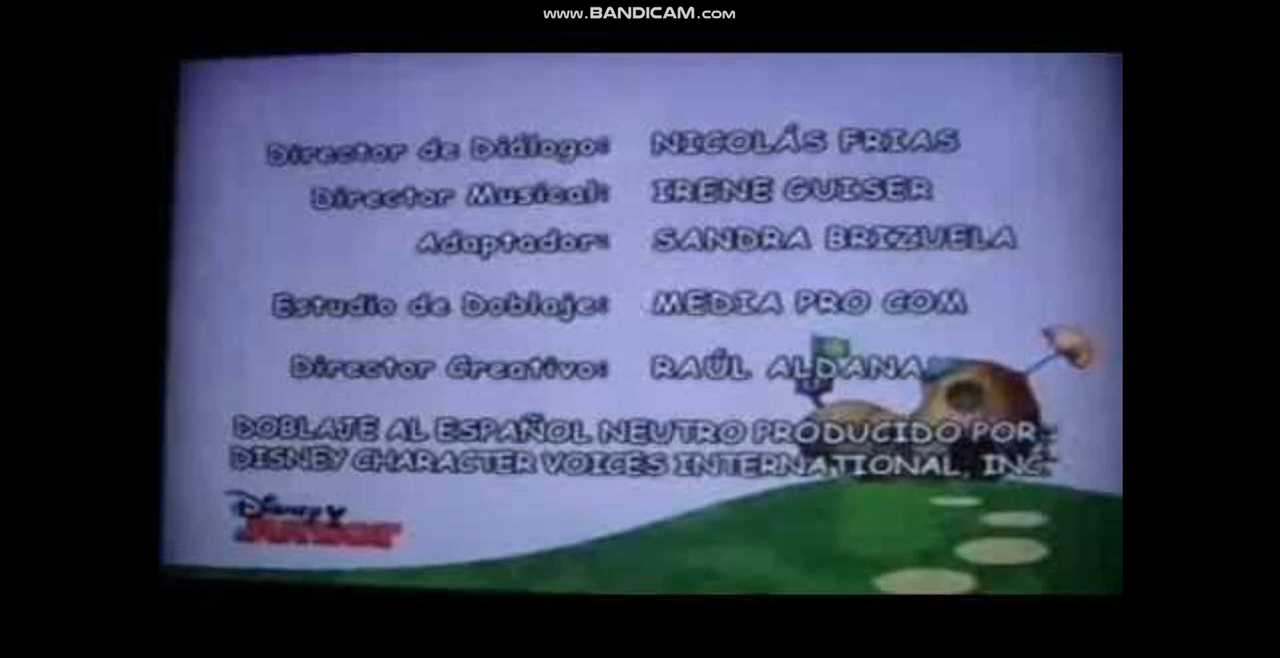 www.BANDICAM.com
Director de Diálogo: NICOLÁS FRIAS
Director Musical: IRENE GUISER
Adaptador: SANDRA BRIZUELA
Estudio de Doblaje: MEDIA PRO COM
Director Creativo: RAÚL ALDANA
DOBLAJE AL ESPAÑOL NEUTRO PRODUCIDO POR
DISNEY CHARACTER VOICES INTERNATIONAL, INC.
Disney
JUNIOR